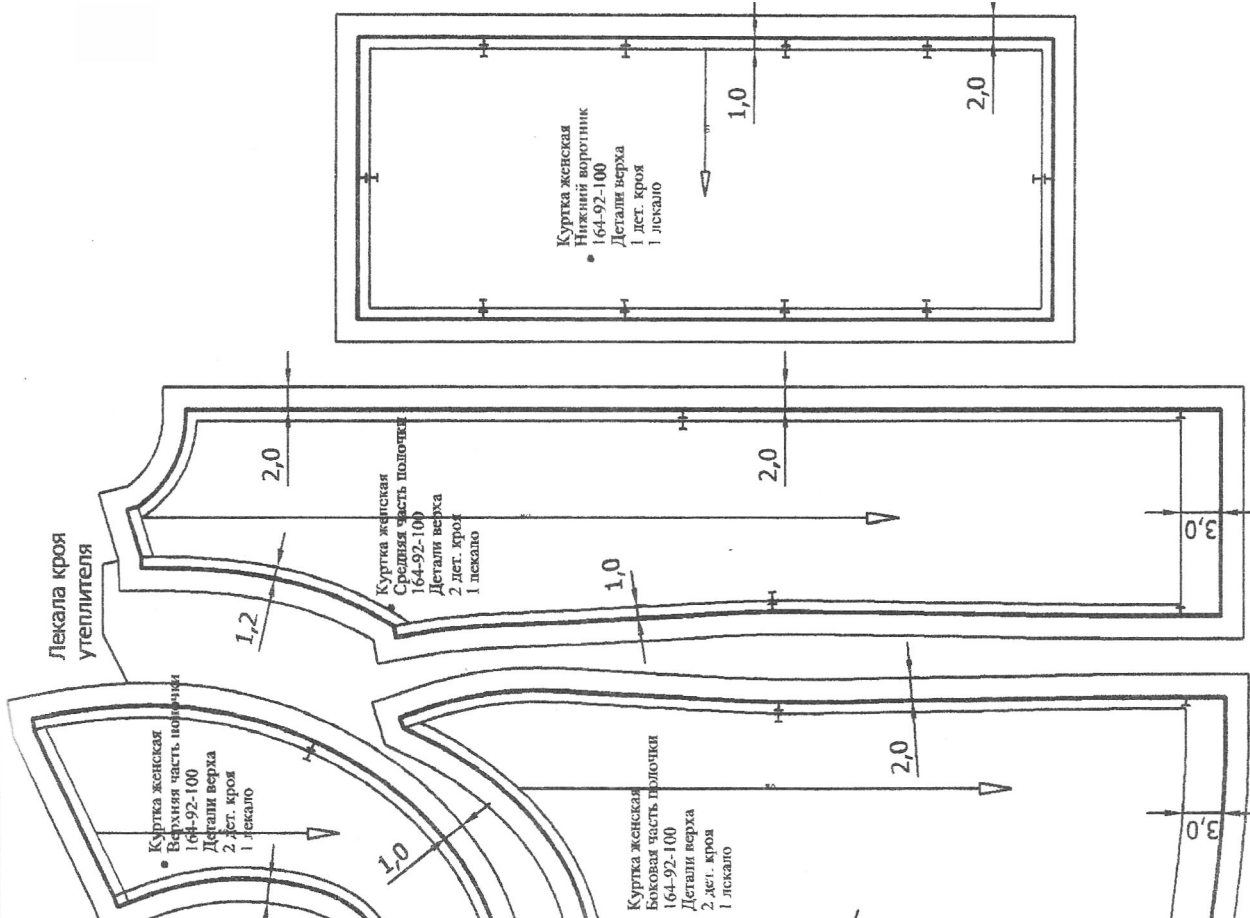 Лекала кроя
утеплителя
Куртка женская
Нижний воротник
164-92-100
Детали верха
1 дет. кроя
1 лекало
1,0
2,0
Куртка женская
Средняя часть полочки
164-92-100
Детали верха
2 дет. кроя
1 лекало
2,0
2,0
1,2
1,0
3,0
Куртка женская
Верхняя часть полочки
164-92-100
Детали верха
2 дет. кроя
1 лекало
1,0
Куртка женская
Боковая часть полочки
164-92-100
Детали верха
2 дет. кроя
1 лекало
2,0
3,0